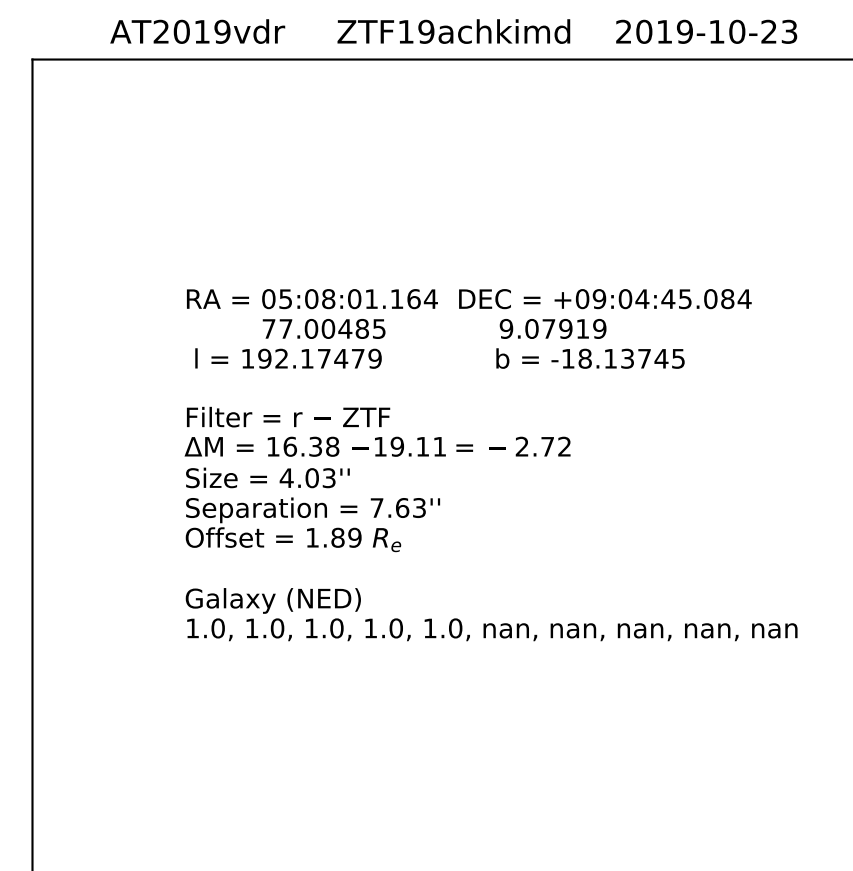 AT2019vdr ZTF19achkimd 2019-10-23
RA = 05:08:01.164 DEC = +09:04:45.084
77.00485 9.07919
l = 192.17479 b = -18.13745
Filter = r − ZTF
ΔM = 16.38 −19.11 = − 2.72
Size = 4.03''
Separation = 7.63''
Offset = 1.89 Re
Galaxy (NED)
1.0, 1.0, 1.0, 1.0, 1.0, nan, nan, nan, nan, nan